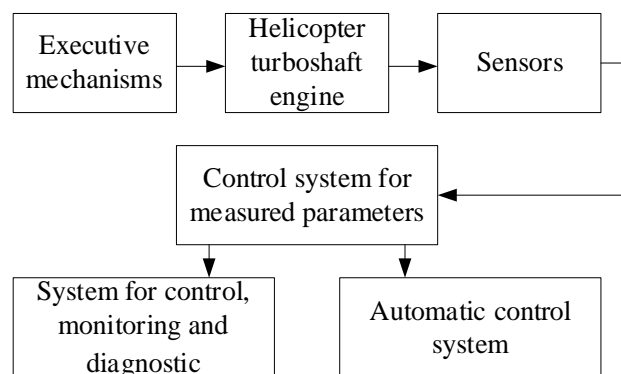 Executive
mechanisms
Helicopter
turboshaft
engine
Sensors
Control system for
measured parameters
System for control,
monitoring and
diagnostic
Automatic control
system